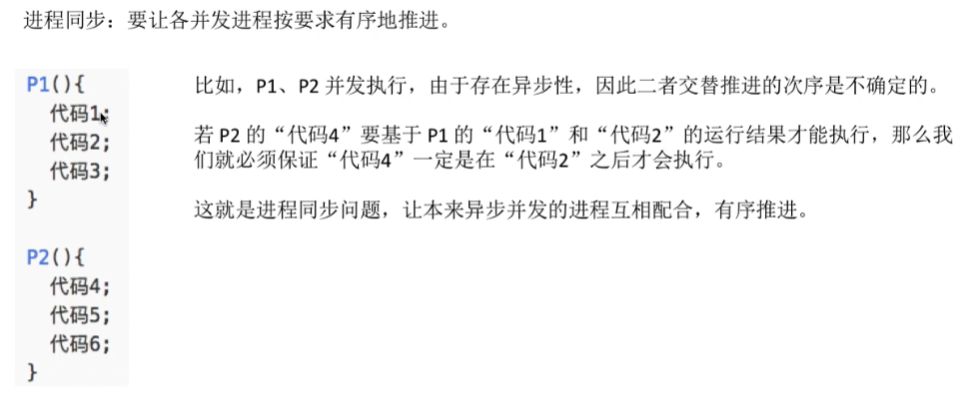 进程同步：要让各并发进程按要求有序地推进。
P1(){
代码1;
代码2;
代码3;
}
P2(){
代码4;
代码5;
代码6;
}
比如，P1、P2 并发执行，由于存在异步性，因此二者交替推进的次序是不确定的。
若 P2 的“代码4”要基于 P1 的“代码1”和“代码2”的运行结果才能执行，那么我
们就必须保证“代码4”一定是在“代码2”之后才会执行。
这就是进程同步问题，让本来异步并发的进程互相配合，有序推进。